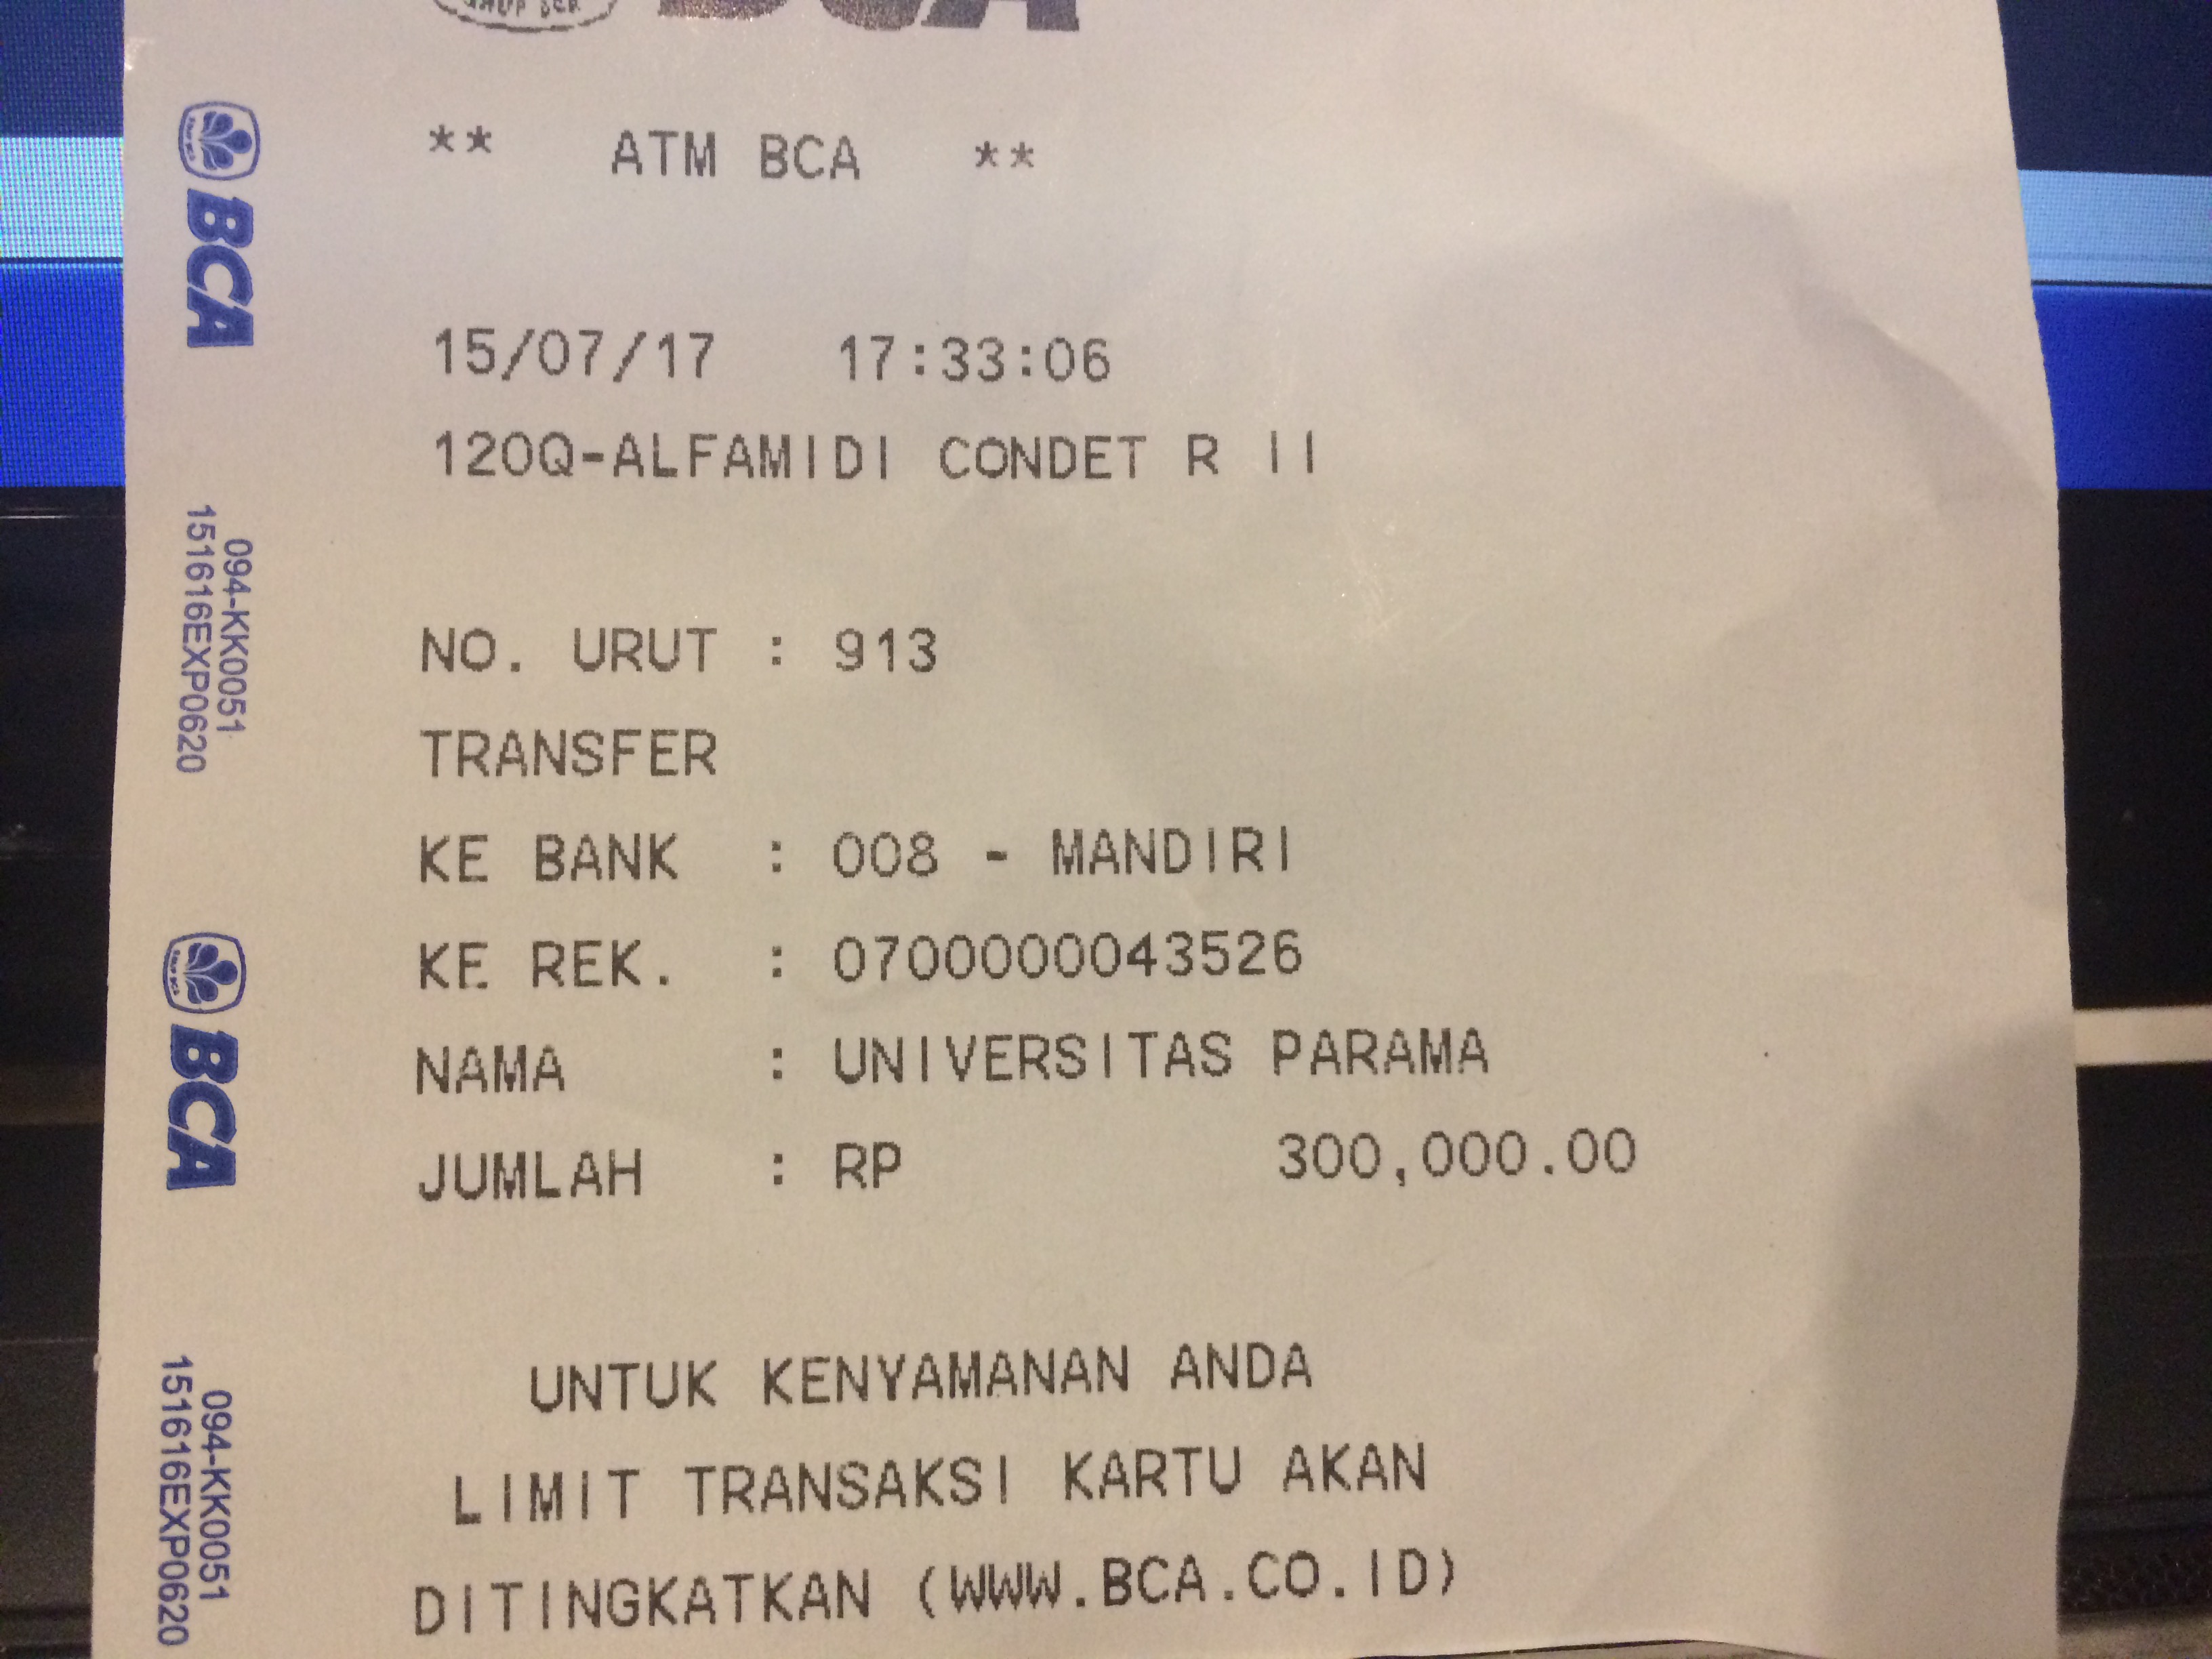 BCA
** ATM BCA **
15/07/17 17:33:06
120Q-ALFAMIDI CONDET R II
NO. URUT : 913
TRANSFER
KE BANK : 008 - MANDIRI
KE REK. : 0700000043526
NAMA : UNIVERSITAS PARAMA
JUMLAH : RP 300,000.00
UNTUK KENYAMANAN ANDA
LIMIT TRANSAKSI KARTU AKAN
DITINGKATKAN (WWW.BCA.CO.ID)
BCA
094-KK0051
151616EXP0620
BCA
094-KK0051
151616EXP0620